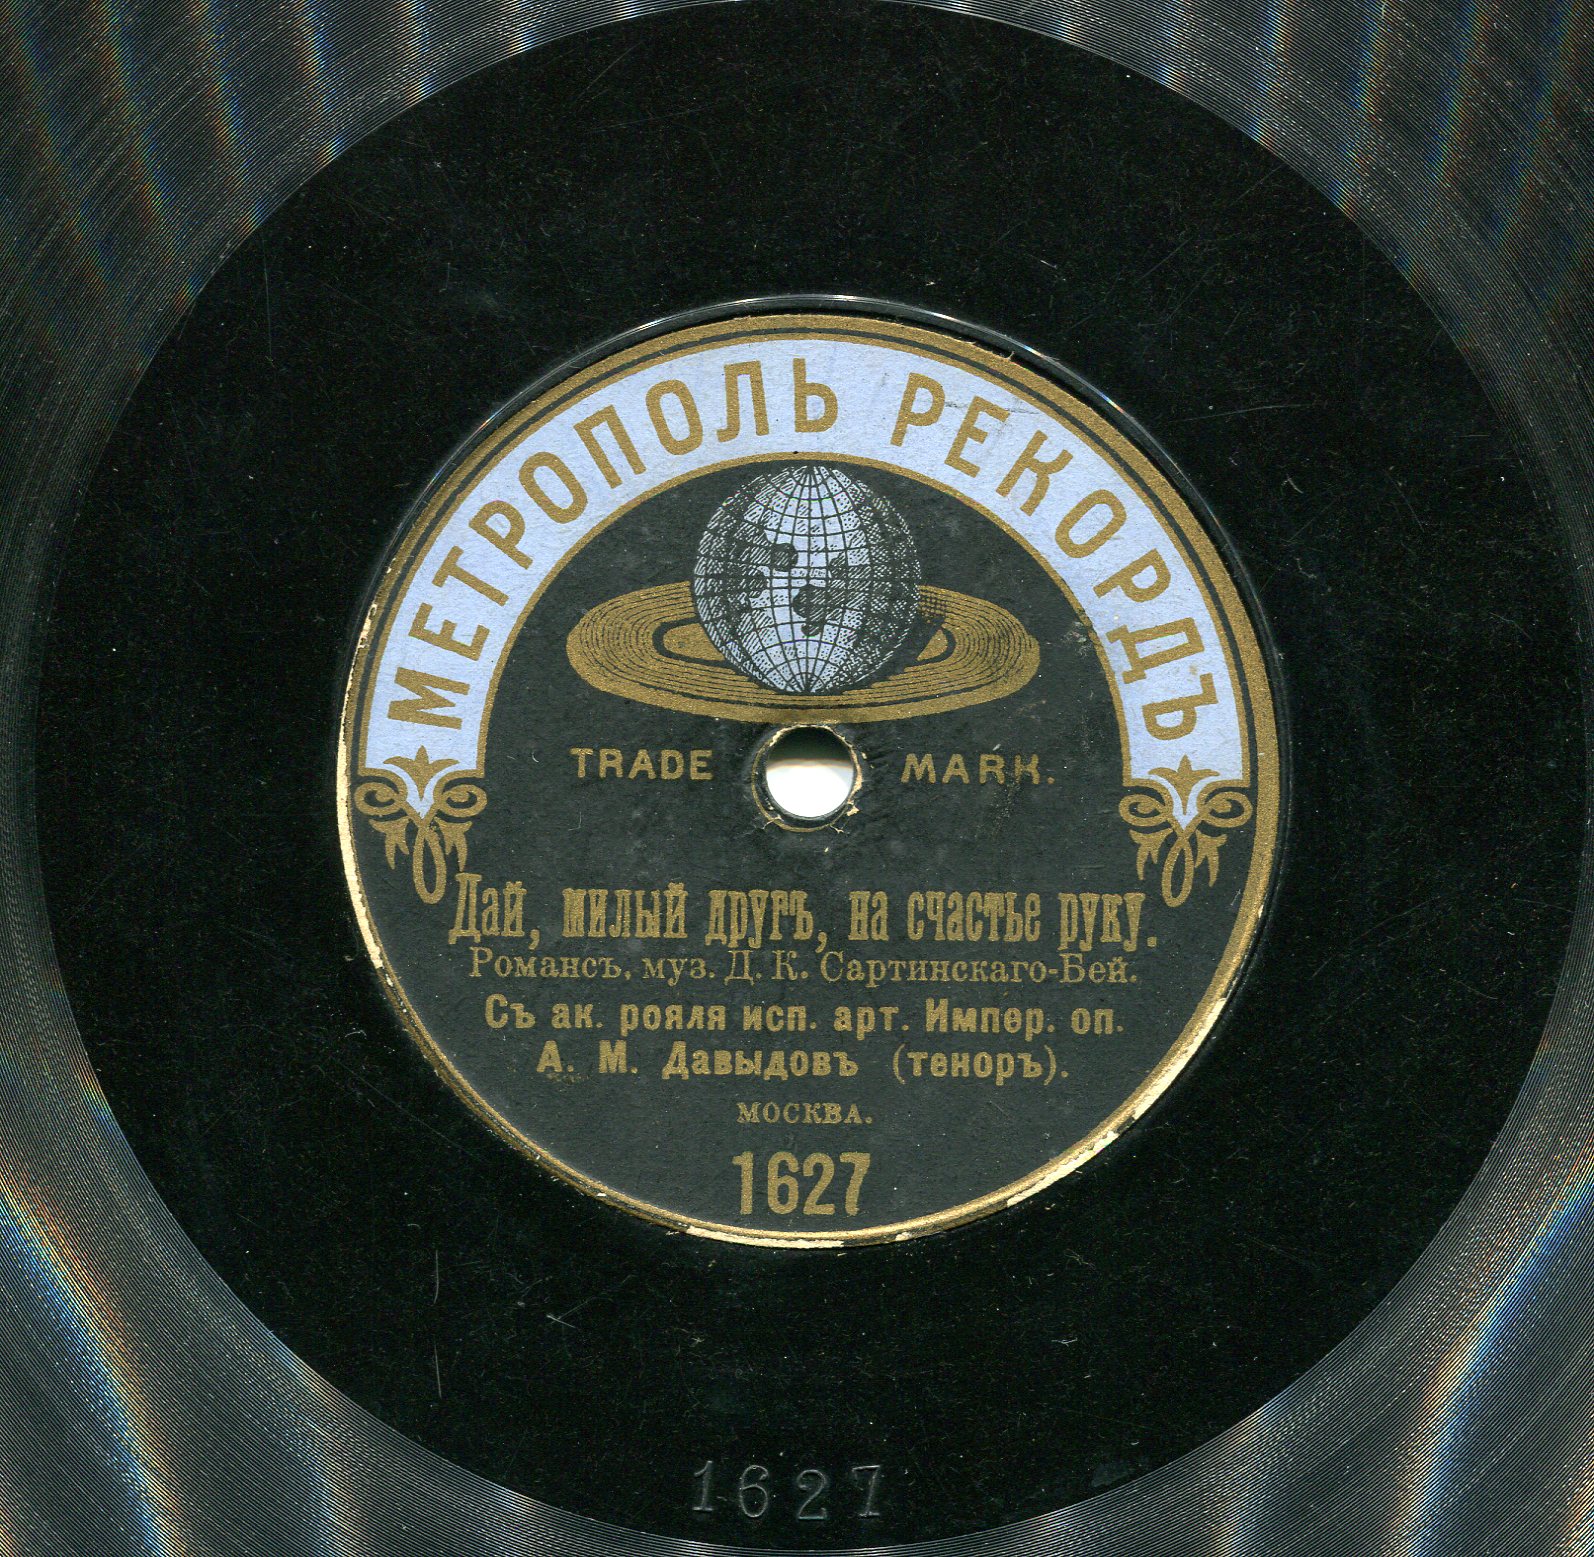 МЕТРОПОЛЬ РЕКОРДЪ
TRADE MARK.
Дай, милый другъ, на счастье руку.
Романсъ, муз. Д. К. Сартинскаго-Бей.
Съ ак. рояля исп. арт. Импер. оп.
А. М. Давыдовъ (теноръ).
МОСКВА.
1627
1627